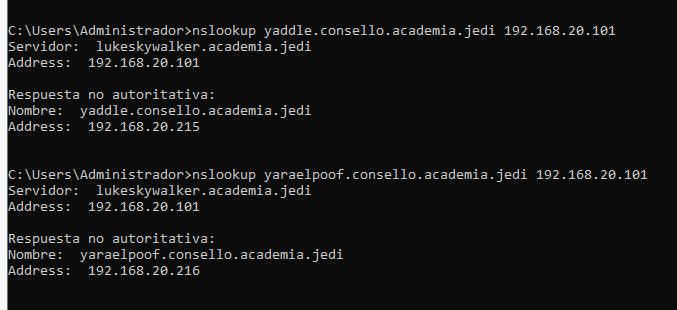 C:\Users\Administrador>nslookup yaddle.consello.academia.jedi 192.168.20.101
Servidor:  lukeskywalker.academia.jedi
Address:  192.168.20.101
Respuesta no autoritativa:
Nombre:  yaddle.consello.academia.jedi
Address:  192.168.20.215
C:\Users\Administrador>nslookup yaraelpoof.consello.academia.jedi 192.168.20.101
Servidor:  lukeskywalker.academia.jedi
Address:  192.168.20.101
Respuesta no autoritativa:
Nombre:  yaraelpoof.consello.academia.jedi
Address:  192.168.20.216